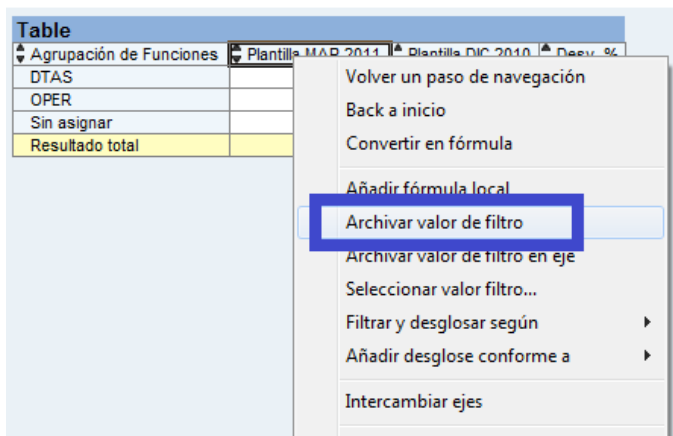 Table
Agrupación de Funciones Plantilla MAR 2011 Plantilla DIC 2010 Desv. %
DTAS
OPER
Sin asignar
Resultado total
Volver un paso de navegación
Back a inicio
Convertir en fórmula
Añadir fórmula local
Archivar valor de filtro
Archivar valor de filtro en eje
Seleccionar valor filtro...
Filtrar y desglosar según
Añadir desglose conforme a
Intercambiar ejes